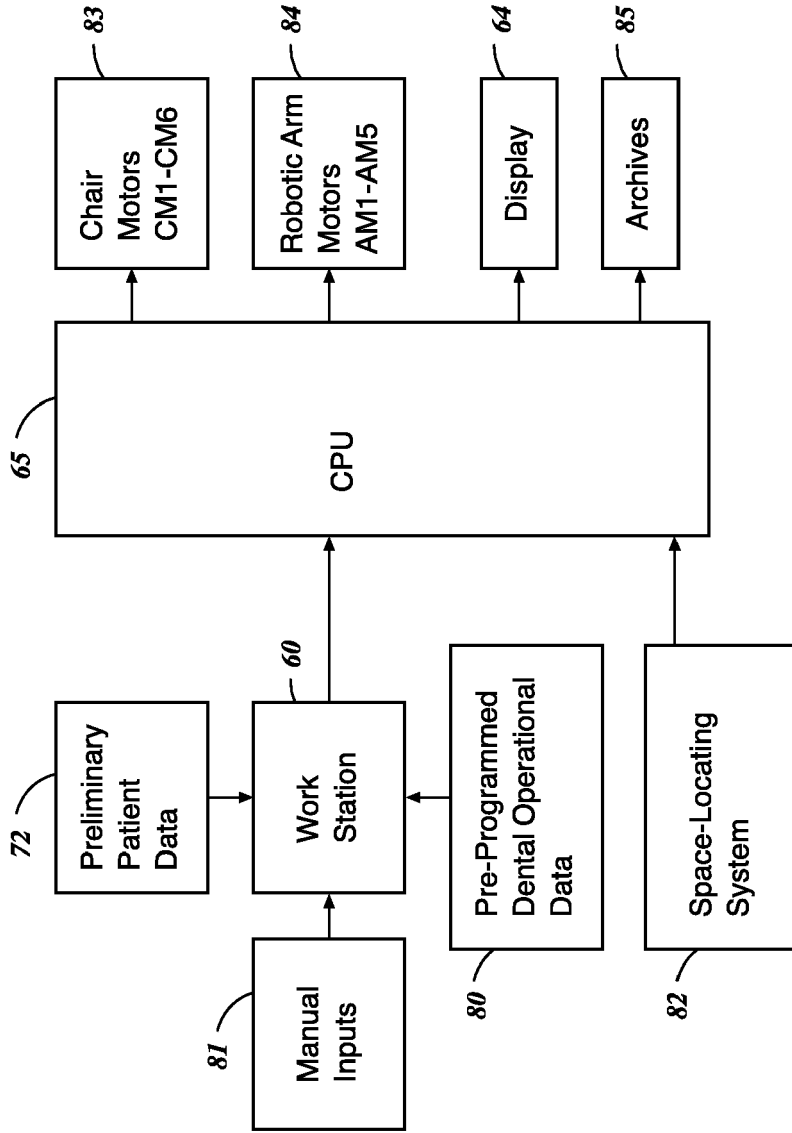 72
Preliminary
Patient
Data
81
Manual
Inputs
60
Work
Station
80
Pre-Programmed
Dental Operational
Data
82
Space-Locating
System
65
CPU
83
Chair
Motors
CM1-CM6
84
Robotic Arm
Motors
AM1-AM5
64
Display
85
Archives